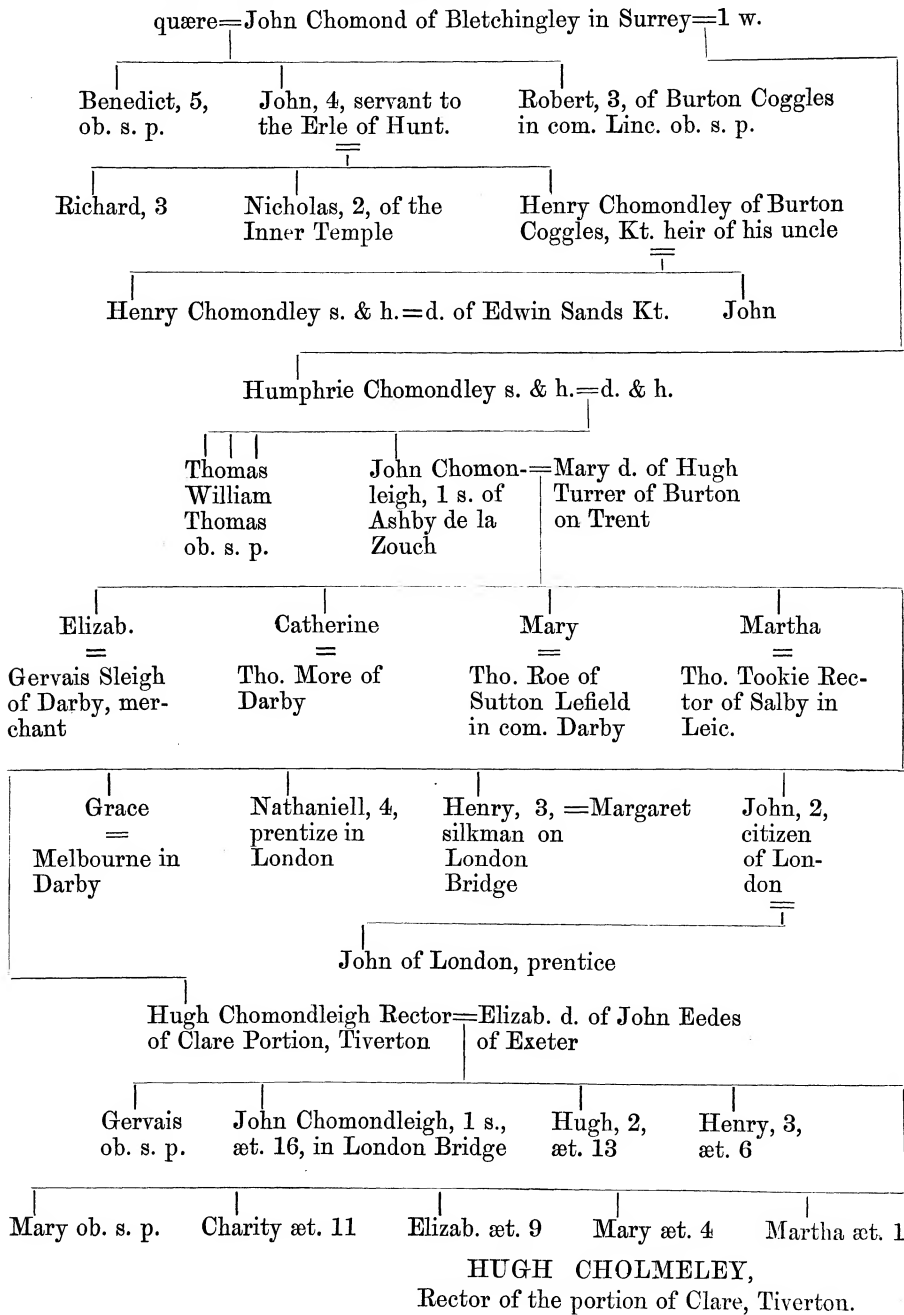 quære=John Chomond of Bletchingley in Surrey=1 w.
Benedict, 5, John, 4, servant to Robert, 3, of Burton Coggles
ob. s. p. the Erle of Hunt. in com. Linc. ob. s. p.
=
Richard, 3 Nicholas, 2, of the Henry Chomondley of Burton
Inner Temple Coggles, Kt. heir of his uncle
=
Henry Chomondley s. & h.=d. of Edwin Sands Kt. John
Humphrie Chomondley s. & h.=d. & h.
Thomas John Chomon-=Mary d. of Hugh
William leigh, 1 s. of Turrer of Burton
Thomas Ashby de la on Trent
ob. s. p. Zouch
Elizab. Catherine Mary Martha
= = = =
Gervais Sleigh Tho. More of Tho. Roe of Tho. Tookie Rec-
of Darby, mer- Darby Sutton Lefield tor of Salby in
chant in com. Darby Leic.
Grace Nathaniell, 4, Henry, 3, =Margaret John, 2,
= prentize in silkman on citizen
Melbourne in London London of Lon-
Darby Bridge don
=
John of London, prentice
Hugh Chomondleigh Rector=Elizab. d. of John Eedes
of Clare Portion, Tiverton of Exeter
Gervais John Chomondleigh, 1 s., Hugh, 2, Henry, 3,
ob. s. p. æt. 16, in London Bridge æt. 13 æt. 6
Mary ob. s. p. Charity æt. 11 Elizab. æt. 9 Mary æt. 4 Martha æt. 1
HUGH CHOLMELEY,
Rector of the portion of Clare, Tiverton.